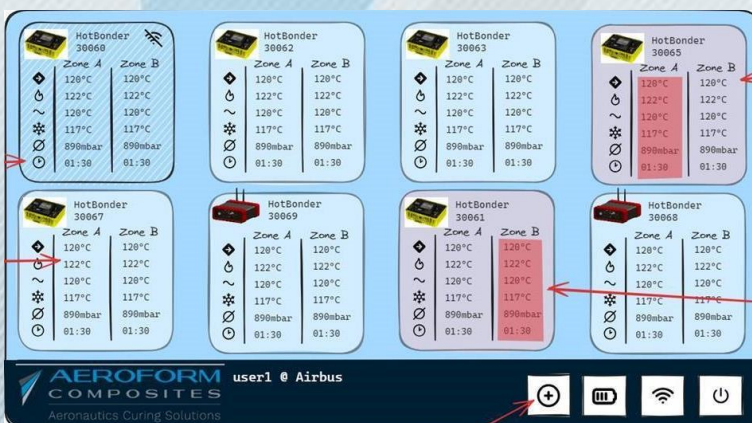 HotBonder
30060
Zone A Zone B
120°C 120°C
122°C 122°C
120°C 120°C
117°C 117°C
890mbar 890mbar
01:30 01:30
HotBonder
30062
Zone A Zone B
120°C 120°C
122°C 122°C
120°C 120°C
117°C 117°C
890mbar 890mbar
01:30 01:30
HotBonder
30063
Zone A Zone B
120°C 120°C
122°C 122°C
120°C 120°C
117°C 117°C
890mbar 890mbar
01:30 01:30
HotBonder
30065
Zone A Zone B
120°C 120°C
122°C 122°C
120°C 120°C
117°C 117°C
890mbar 890mbar
01:30 01:30
HotBonder
30067
Zone A Zone B
120°C 120°C
122°C 122°C
120°C 120°C
117°C 117°C
890mbar 890mbar
01:30 01:30
HotBonder
30069
Zone A Zone B
120°C 120°C
122°C 122°C
120°C 120°C
117°C 117°C
890mbar 890mbar
01:30 01:30
HotBonder
30061
Zone A Zone B
120°C 120°C
122°C 122°C
120°C 120°C
117°C 117°C
890mbar 890mbar
01:30 01:30
HotBonder
30068
Zone A Zone B
120°C 120°C
122°C 122°C
120°C 120°C
117°C 117°C
890mbar 890mbar
01:30 01:30
AEROFORM
COMPOSITES
Aeronautics Curing Solutions
user1 @ Airbus